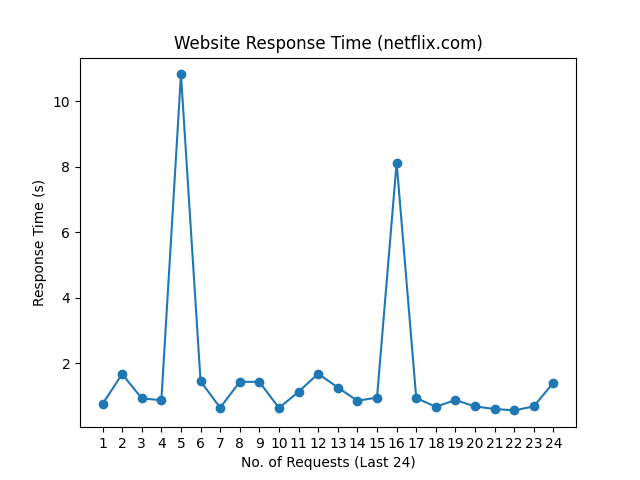 Website Response Time (netflix.com)
Response Time (s)
10
8
6
4
2
1 2 3 4 5 6 7 8 9 10 11 12 13 14 15 16 17 18 19 20 21 22 23 24
No. of Requests (Last 24)